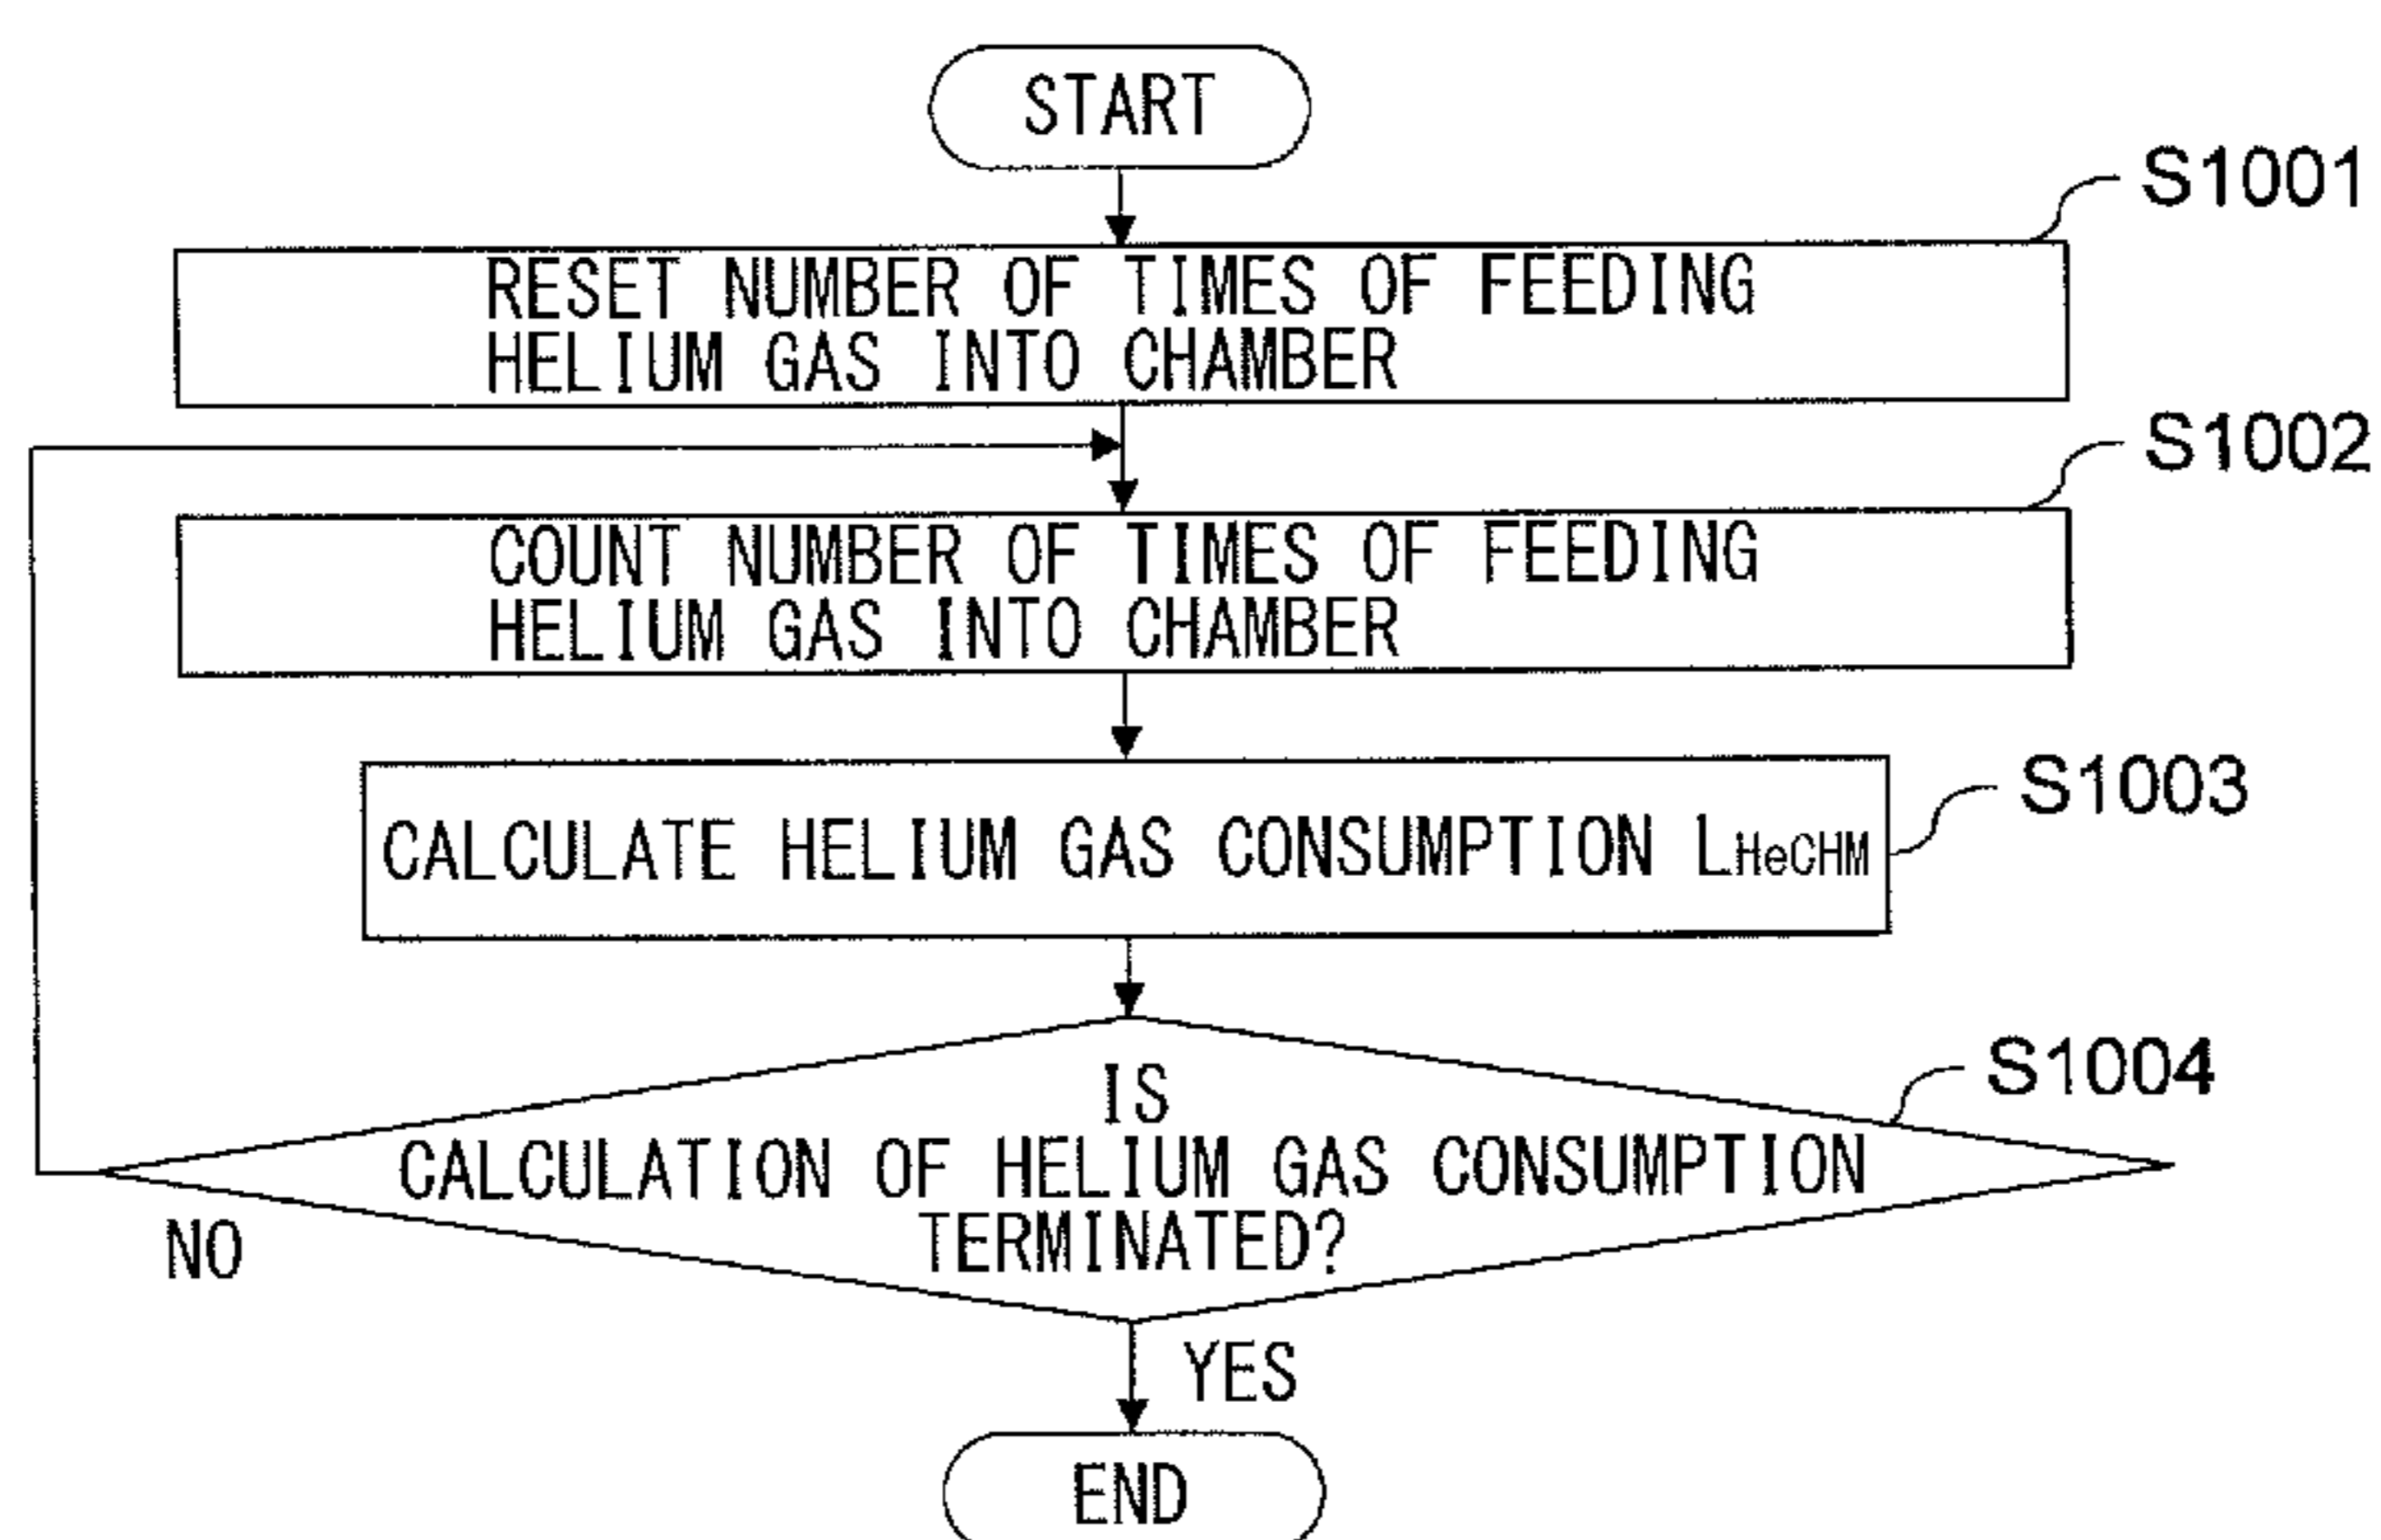 START
S1001
RESET NUMBER OF TIMES OF FEEDING
HELIUM GAS INTO CHAMBER
S1002
COUNT NUMBER OF TIMES OF FEEDING
HELIUM GAS INTO CHAMBER
S1003
CALCULATE HELIUM GAS CONSUMPTION LHeCHM
S1004
IS
CALCULATION OF HELIUM GAS CONSUMPTION
TERMINATED?
NO
YES
END